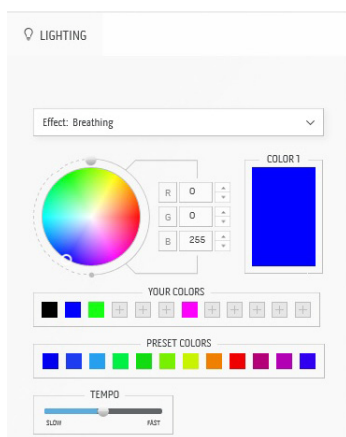 LIGHTING
Effect: Breathing
COLOR 1
R 0
G 0
B 255
YOUR COLORS
PRESET COLORS
TEMPO
SLOW FAST